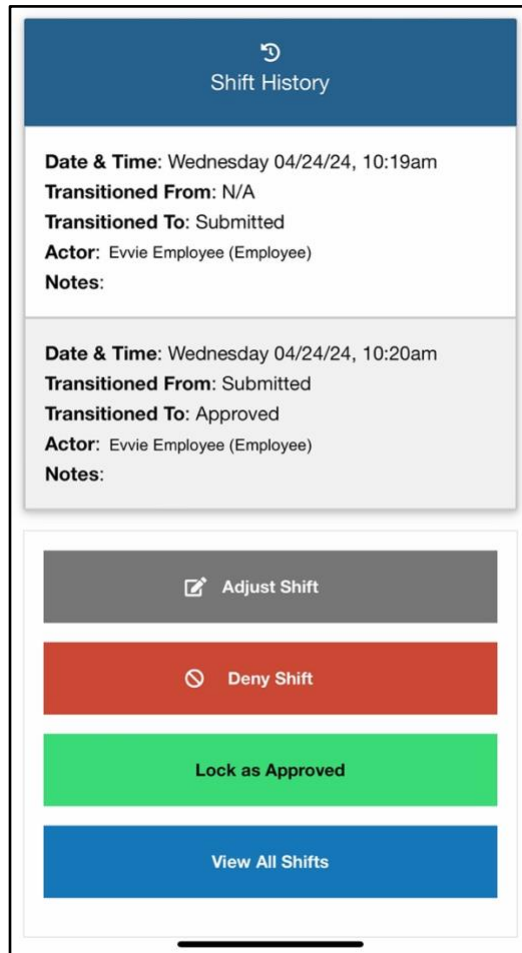 Shift History
Date & Time: Wednesday 04/24/24, 10:19am
Transitioned From: N/A
Transitioned To: Submitted
Actor: Evvie Employee (Employee)
Notes:
Date & Time: Wednesday 04/24/24, 10:20am
Transitioned From: Submitted
Transitioned To: Approved
Actor: Evvie Employee (Employee)
Notes:
Adjust Shift
Deny Shift
Lock as Approved
View All Shifts